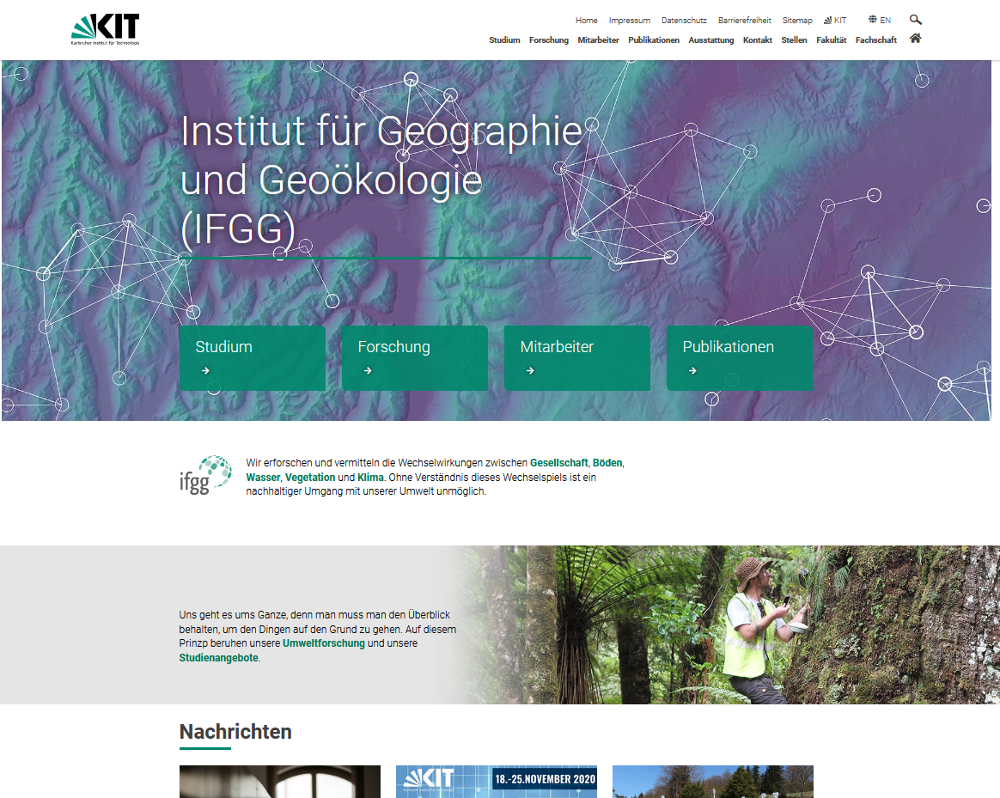 KIT
Karlsruher Institut für Technologie
Home Impressum Datenschutz Barrierefreiheit Sitemap KIT EN
Studium Forschung Mitarbeiter Publikationen Ausstattung Kontakt Stellen Fakultät Fachschaft
Institut für Geographie
und Geoökologie
(IFGG)
Studium
Forschung
Mitarbeiter
Publikationen
ifgg
Wir erforschen und vermitteln die Wechselwirkungen zwischen Gesellschaft, Böden,
Wasser, Vegetation und Klima. Ohne Verständnis dieses Wechselspiels ist ein
nachhaltiger Umgang mit unserer Umwelt unmöglich.
Uns geht es ums Ganze, denn man muss man den Überblick
behalten, um den Dingen auf den Grund zu gehen. Auf diesem
Prinzp beruhen unsere Umweltforschung und unsere
Studienangebote.
Nachrichten
KIT
Karlsruher Institut für Technologie
18.-25.NOVEMBER 2020